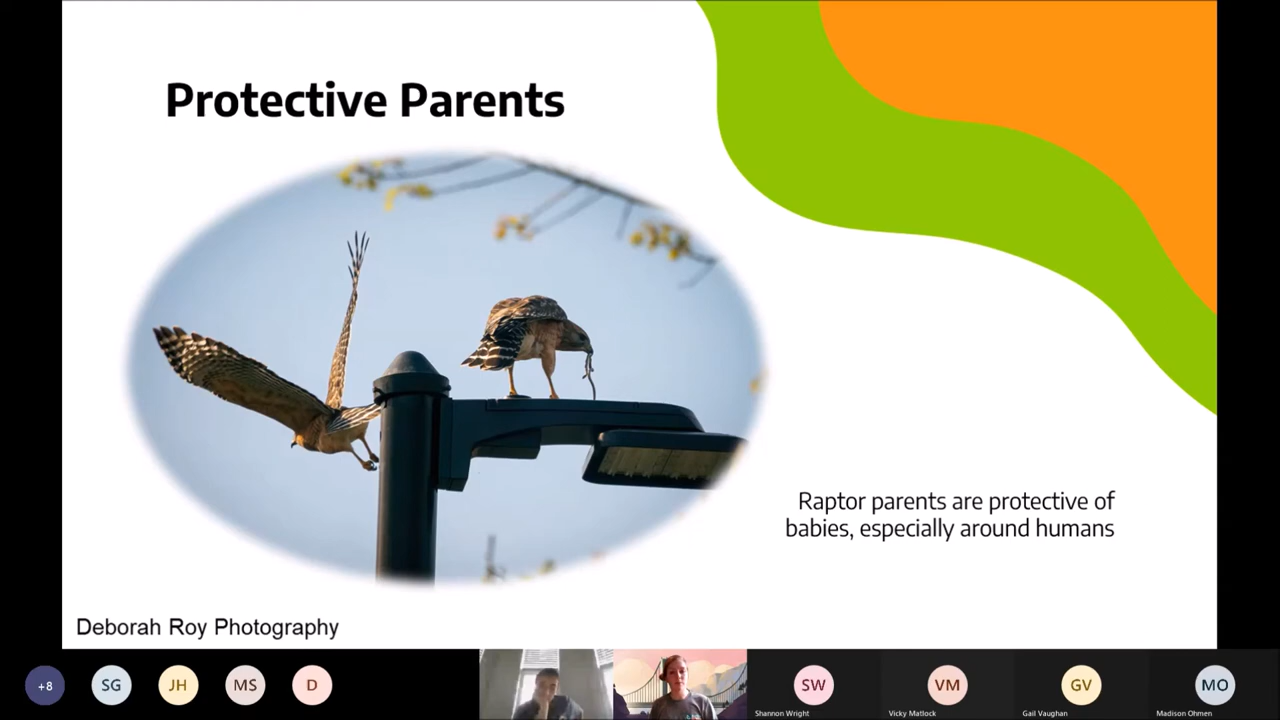 Protective Parents
Raptor parents are protective of
babies, especially around humans
Deborah Roy Photography
+8
SG
JH
MS
D
SW
Shannon Wright
VM
Vicky Matlock
GV
Gail Vaughan
MO
Madison Ohmen